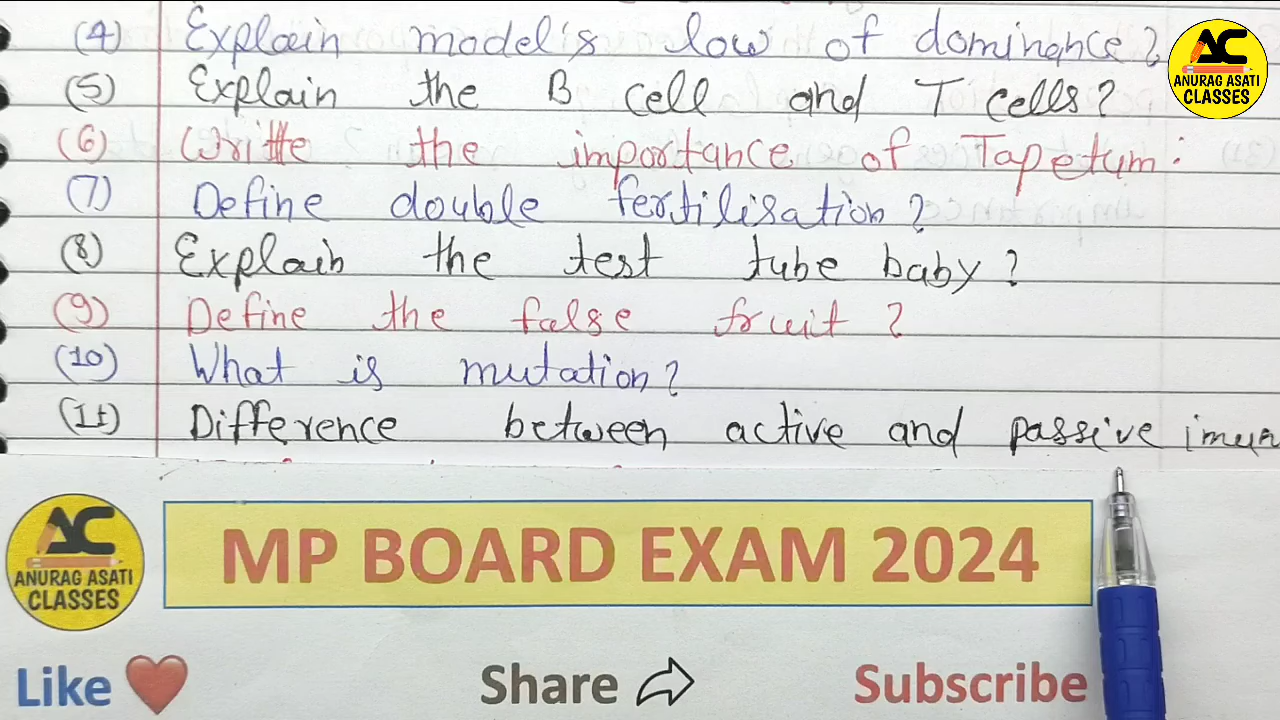 (4) Explain model's low of dominance?
(5) Explain the B cell and T cells?
(6) Writte the importance of Tapetum:
(7) Define double fertilisation?
(8) Explain the test tube baby?
(9) Define the false fruit?
(10) What is mutation?
(11) Difference between active and passive imun
AC
ANURAG ASATI
CLASSES
AC
ANURAG ASATI
CLASSES
MP BOARD EXAM 2024
Like Share Subscribe